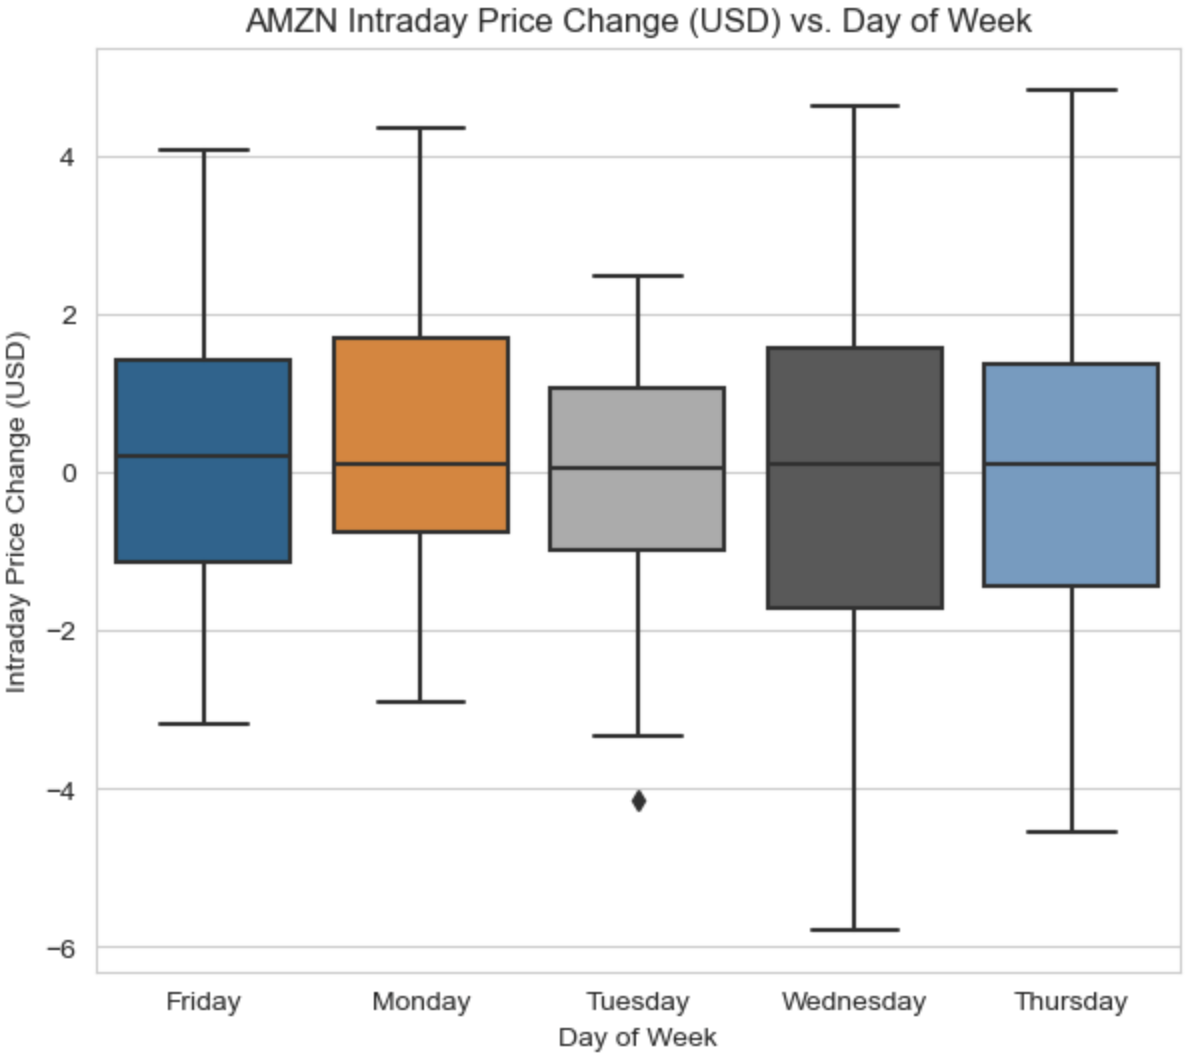 AMZN Intraday Price Change (USD) vs. Day of Week
Intraday Price Change (USD)
4
2
0
−2
−4
−6
Friday Monday Tuesday Wednesday Thursday
Day of Week